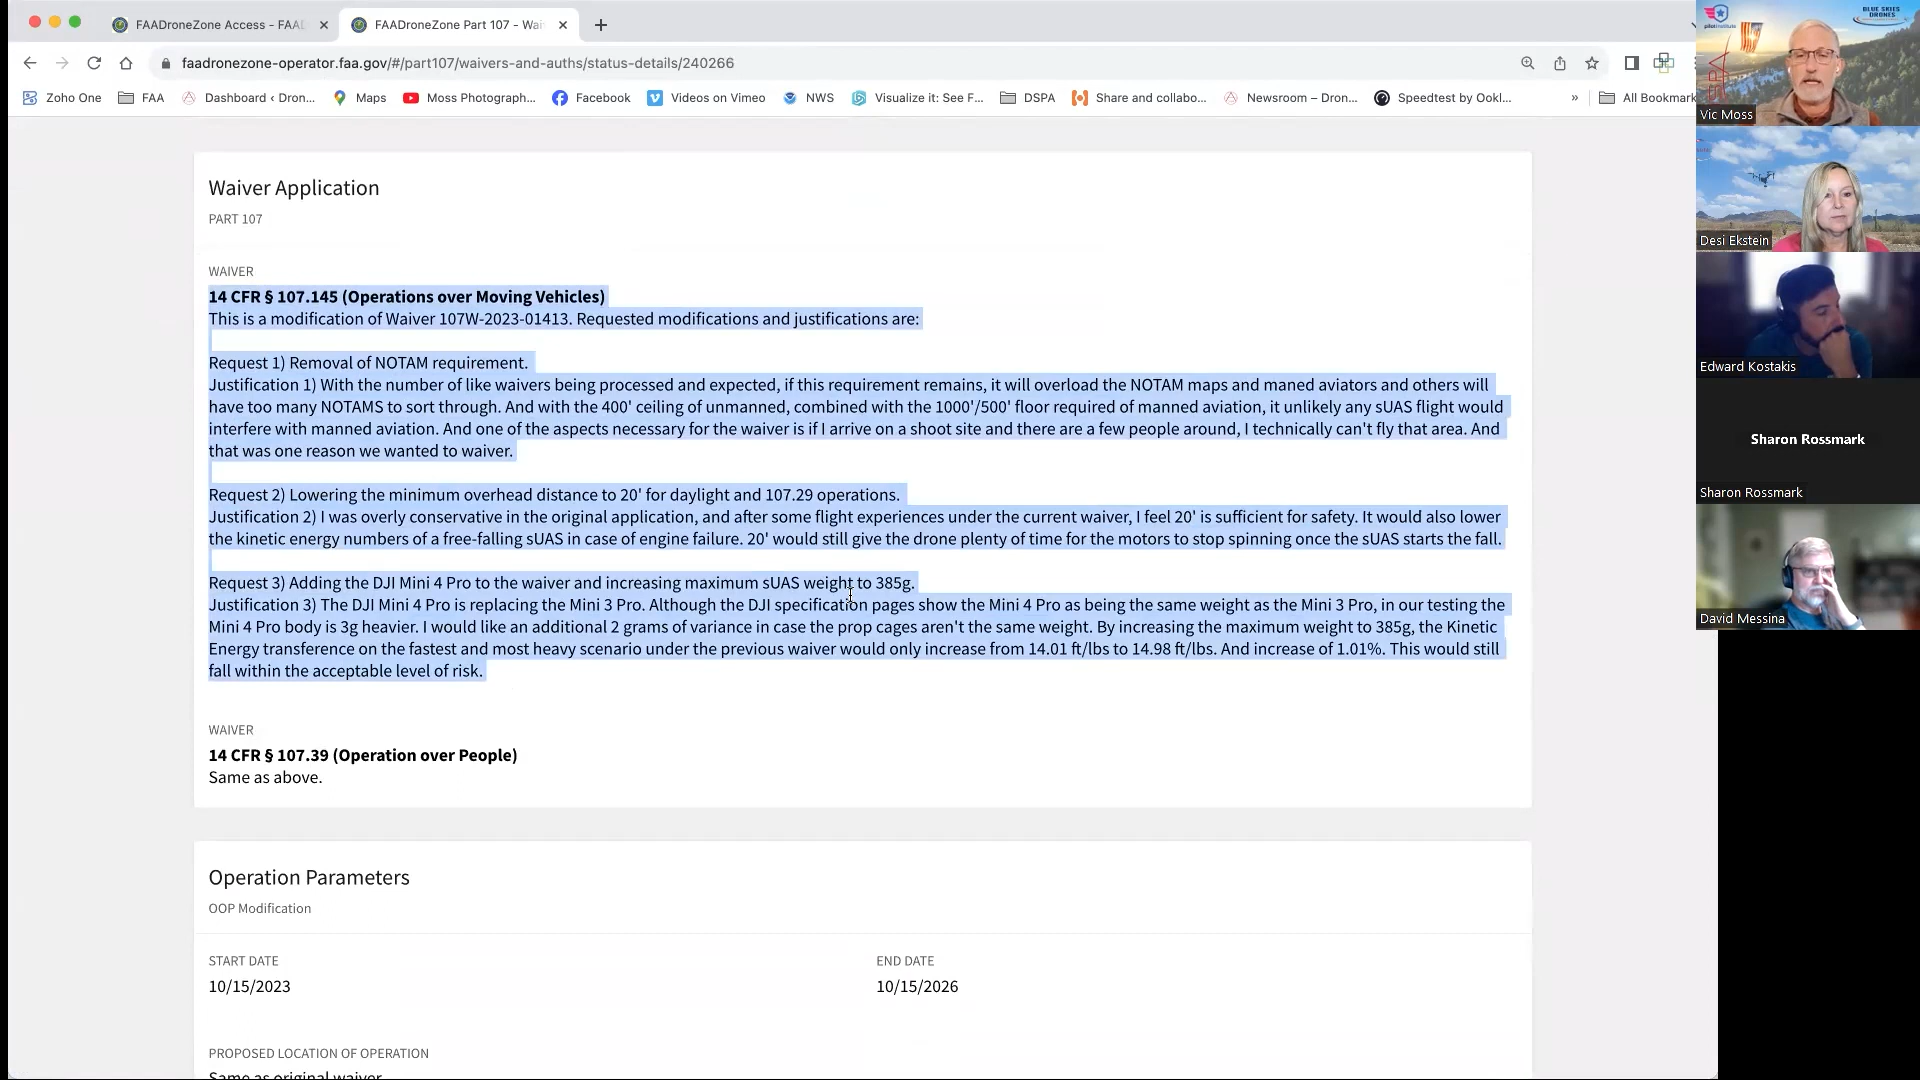 FAADroneZone Access - FAAD
FAADroneZone Part 107 - Wai
faadronezone-operator.faa.gov/#/part107/waivers-and-auths/status-details/240266
Zoho One
FAA
Dashboard ‹ Dron...
Maps
Moss Photograph...
Facebook
Videos on Vimeo
NWS
Visualize it: See F...
DSPA
Share and collabo...
Newsroom – Dron...
Speedtest by Ookl...
»
All Bookmark
Waiver Application
PART 107
WAIVER
14 CFR § 107.145 (Operations over Moving Vehicles)
This is a modification of Waiver 107W-2023-01413. Requested modifications and justifications are:
Request 1) Removal of NOTAM requirement.
Justification 1) With the number of like waivers being processed and expected, if this requirement remains, it will overload the NOTAM maps and maned aviators and others will
have too many NOTAMS to sort through. And with the 400' ceiling of unmanned, combined with the 1000'/500' floor required of manned aviation, it unlikely any sUAS flight would
interfere with manned aviation. And one of the aspects necessary for the waiver is if I arrive on a shoot site and there are a few people around, I technically can't fly that area. And
that was one reason we wanted to waiver.
Request 2) Lowering the minimum overhead distance to 20' for daylight and 107.29 operations.
Justification 2) I was overly conservative in the original application, and after some flight experiences under the current waiver, I feel 20' is sufficient for safety. It would also lower
the kinetic energy numbers of a free-falling sUAS in case of engine failure. 20' would still give the drone plenty of time for the motors to stop spinning once the sUAS starts the fall.
Request 3) Adding the DJI Mini 4 Pro to the waiver and increasing maximum sUAS weight to 385g.
Justification 3) The DJI Mini 4 Pro is replacing the Mini 3 Pro. Although the DJI specification pages show the Mini 4 Pro as being the same weight as the Mini 3 Pro, in our testing the
Mini 4 Pro body is 3g heavier. I would like an additional 2 grams of variance in case the prop cages aren't the same weight. By increasing the maximum weight to 385g, the Kinetic
Energy transference on the fastest and most heavy scenario under the previous waiver would only increase from 14.01 ft/lbs to 14.98 ft/lbs. And increase of 1.01%. This would still
fall within the acceptable level of risk.
WAIVER
14 CFR § 107.39 (Operation over People)
Same as above.
Operation Parameters
OOP Modification
START DATE
END DATE
10/15/2023
10/15/2026
PROPOSED LOCATION OF OPERATION
Same as original waiver
BLUE SKIES
DRONES
Vic Moss
Desi Ekstein
Edward Kostakis
Sharon Rossmark
Sharon Rossmark
David Messina